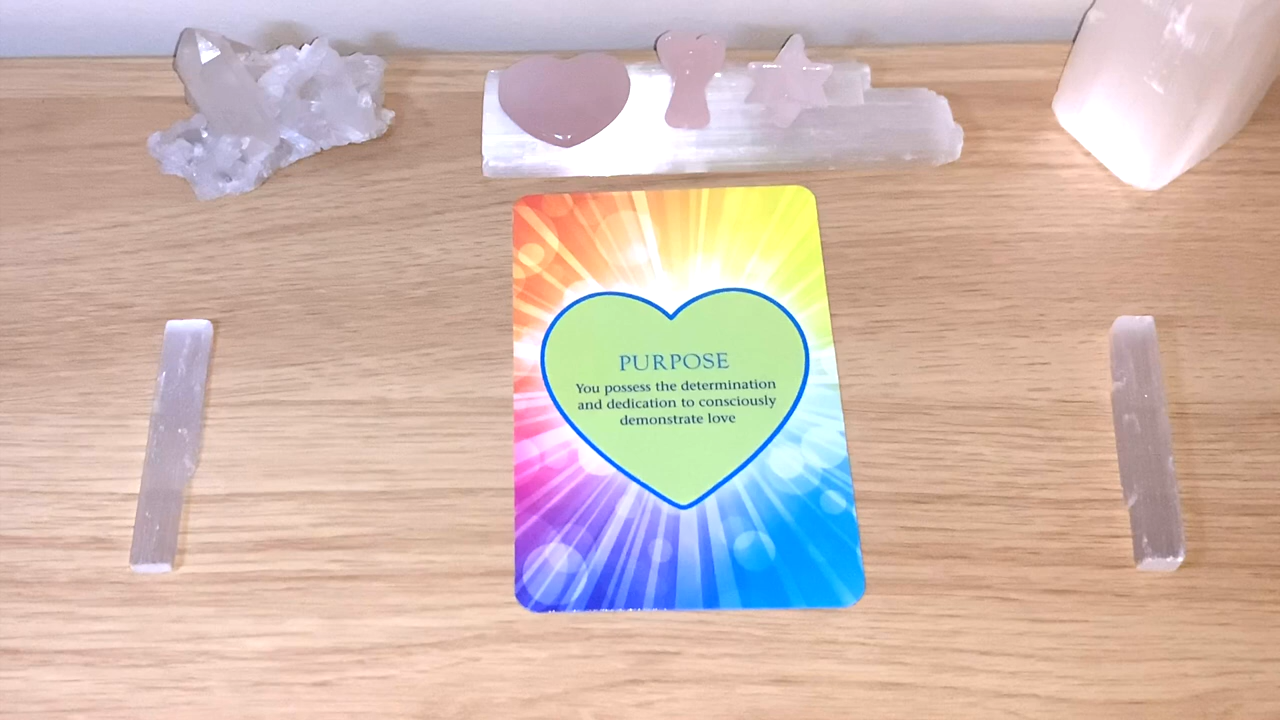 PURPOSE
You possess the determination
and dedication to consciously
demonstrate love